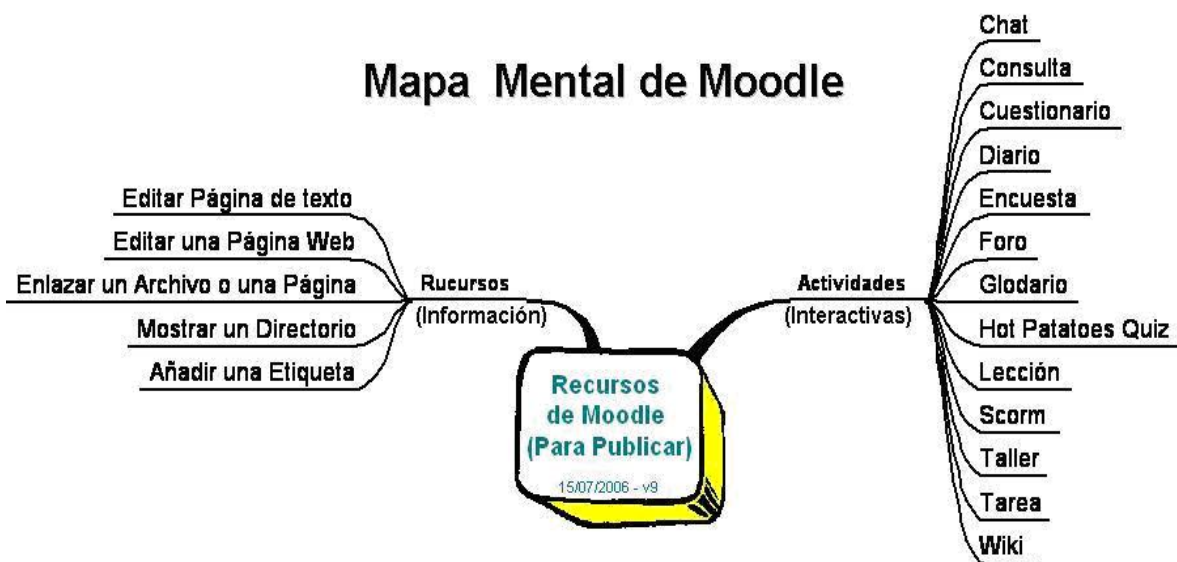 Mapa Mental de Moodle
Editar Página de texto
Editar una Página Web
Enlazar un Archivo o una Página
Mostrar un Directorio
Añadir una Etiqueta
Rucursos
(Información)
Recursos
de Moodle
(Para Publicar)
15/07/2006 - v9
Actividades
(Interactivas)
Chat
Consulta
Cuestionario
Diario
Encuesta
Foro
Glodario
Hot Patatoes Quiz
Lección
Scorm
Taller
Tarea
Wiki